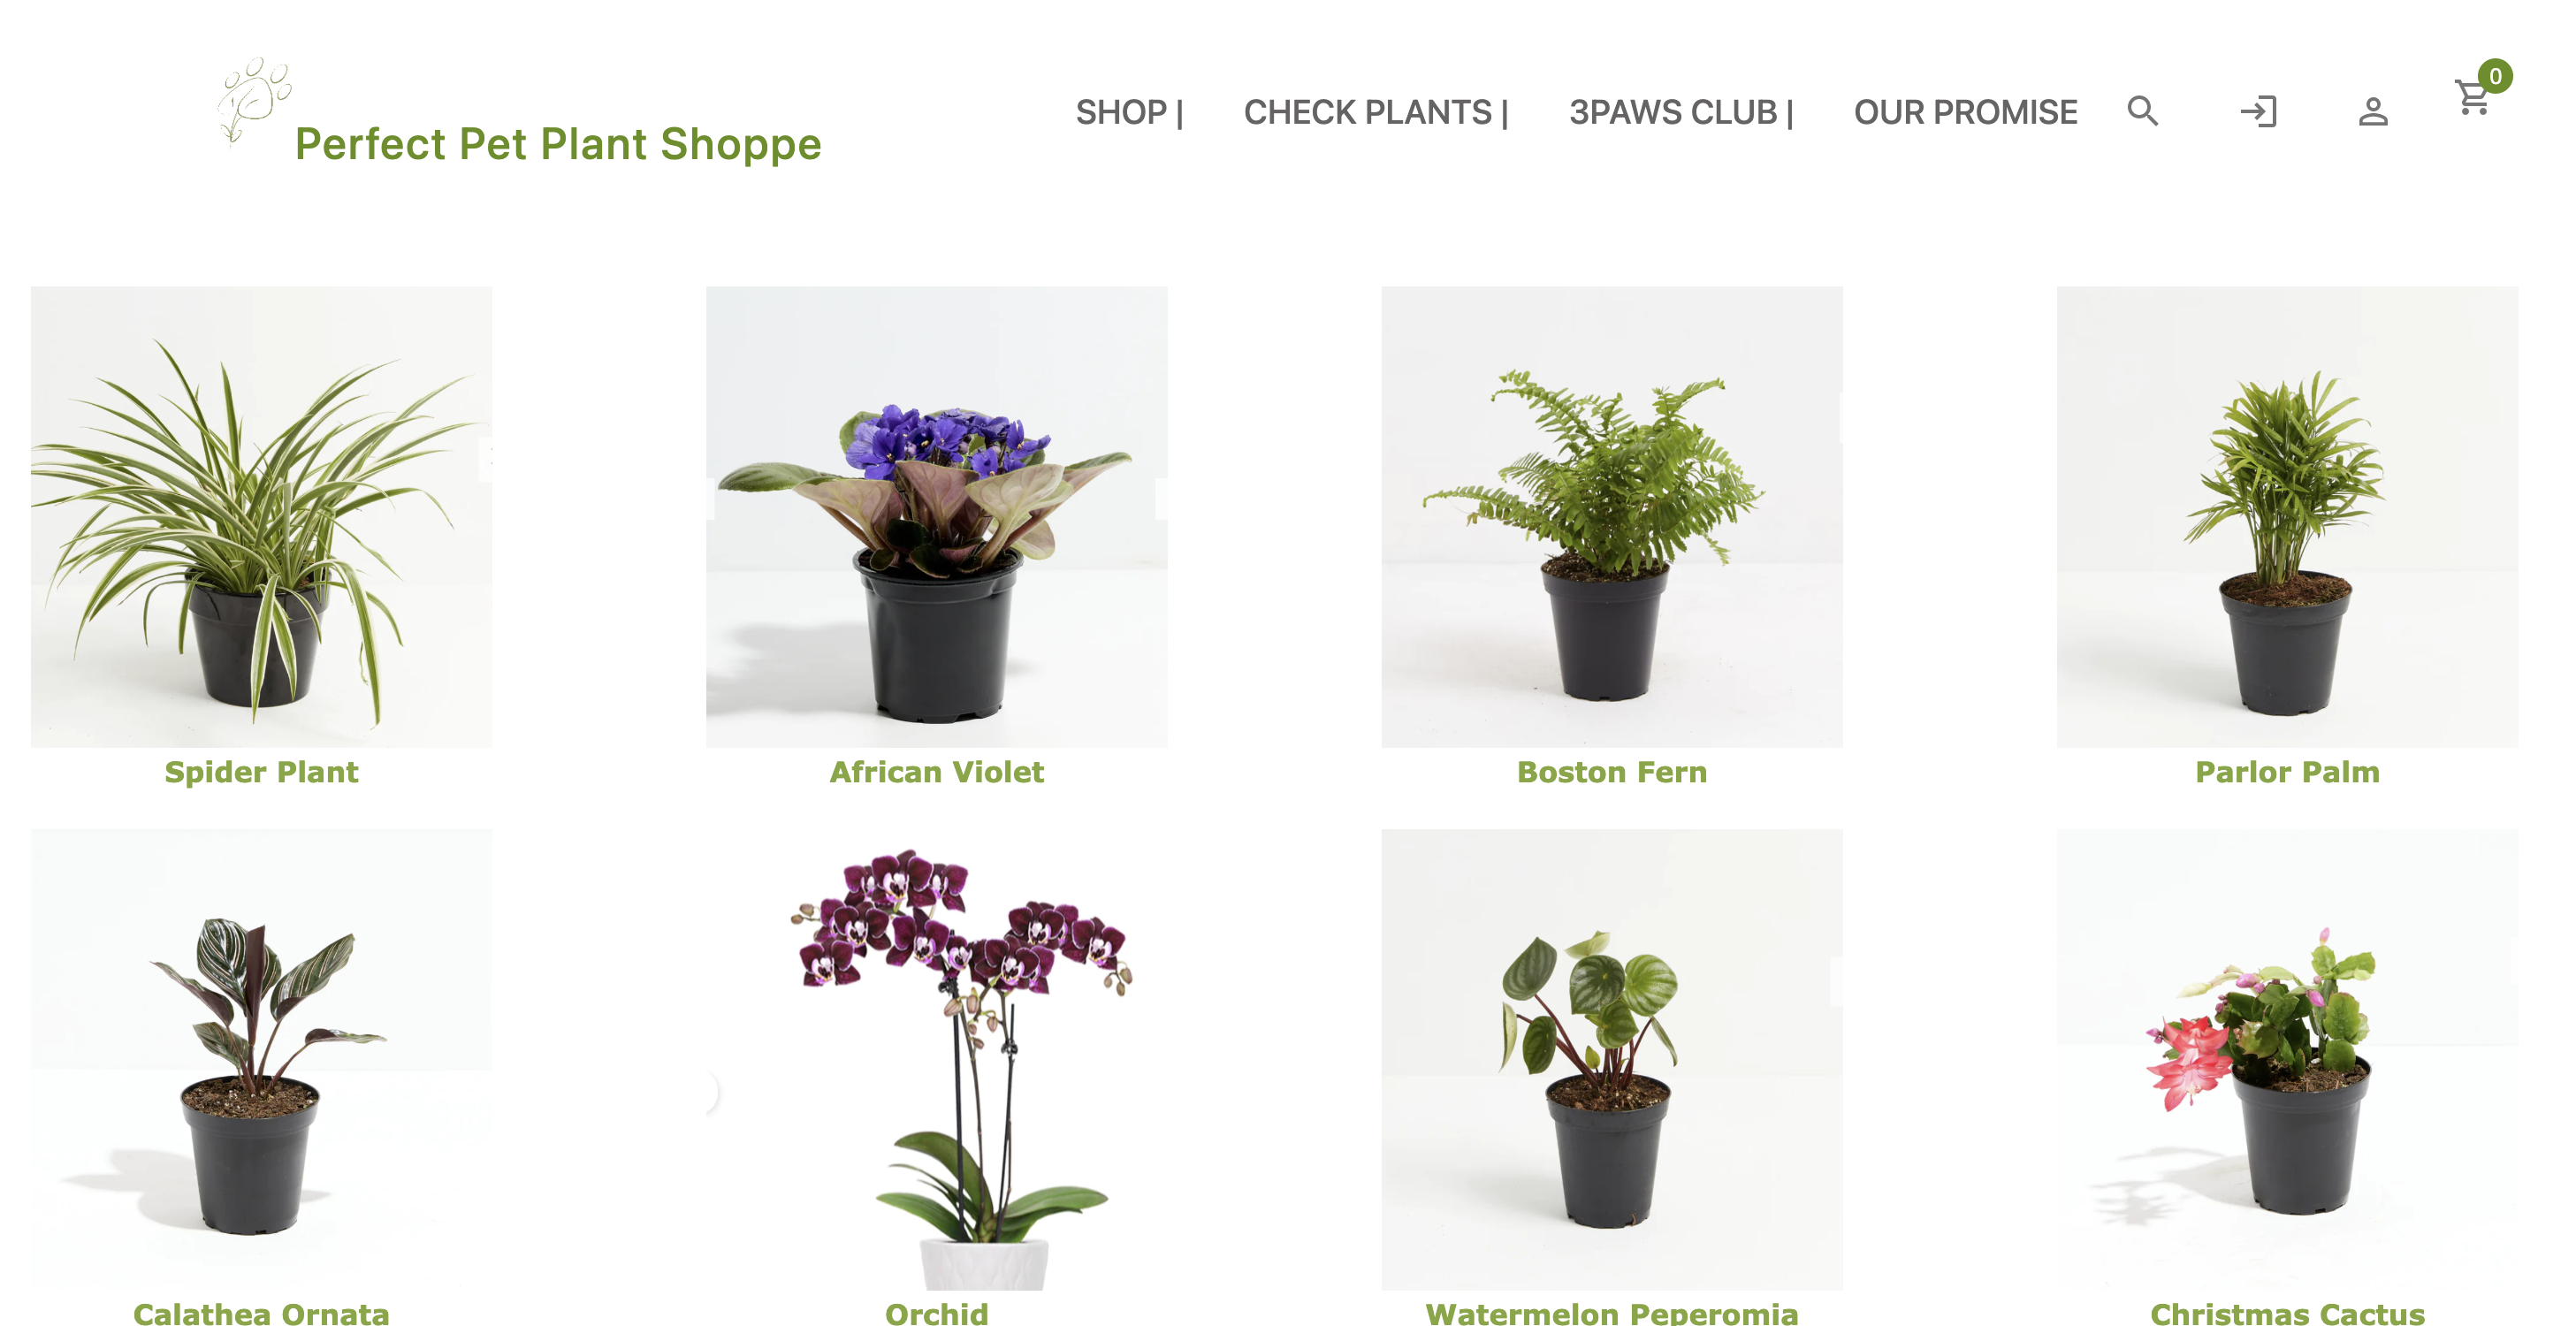 Perfect Pet Plant Shoppe
SHOP | CHECK PLANTS | 3PAWS CLUB | OUR PROMISE
0
Spider Plant
African Violet
Boston Fern
Parlor Palm
Calathea Ornata
Orchid
Watermelon Peperomia
Christmas Cactus